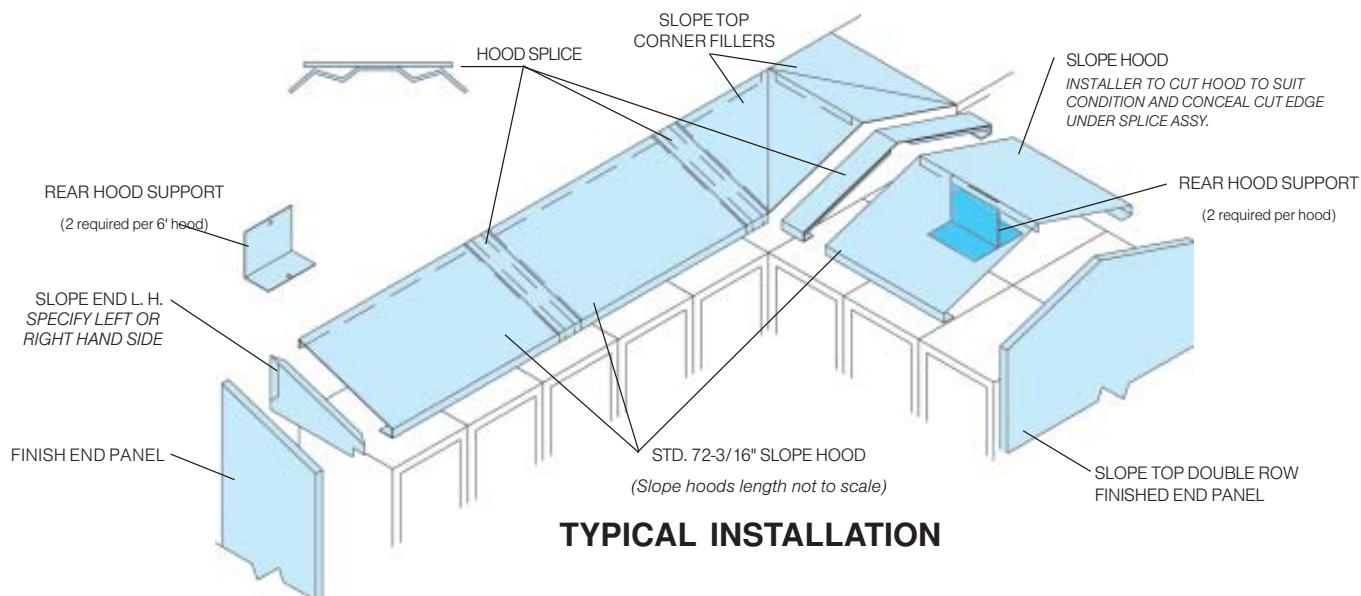 SLOPE TOP
CORNER FILLERS
HOOD SPLICE
SLOPE HOOD
INSTALLER TO CUT HOOD TO SUIT
CONDITION AND CONCEAL CUT EDGE
UNDER SPLICE ASSY.
REAR HOOD SUPPORT
(2 required per 6' hood)
REAR HOOD SUPPORT
(2 required per hood)
SLOPE END L. H.
SPECIFY LEFT OR
RIGHT HAND SIDE
FINISH END PANEL
STD. 72-3/16" SLOPE HOOD
(Slope hoods length not to scale)
SLOPE TOP DOUBLE ROW
FINISHED END PANEL
TYPICAL INSTALLATION